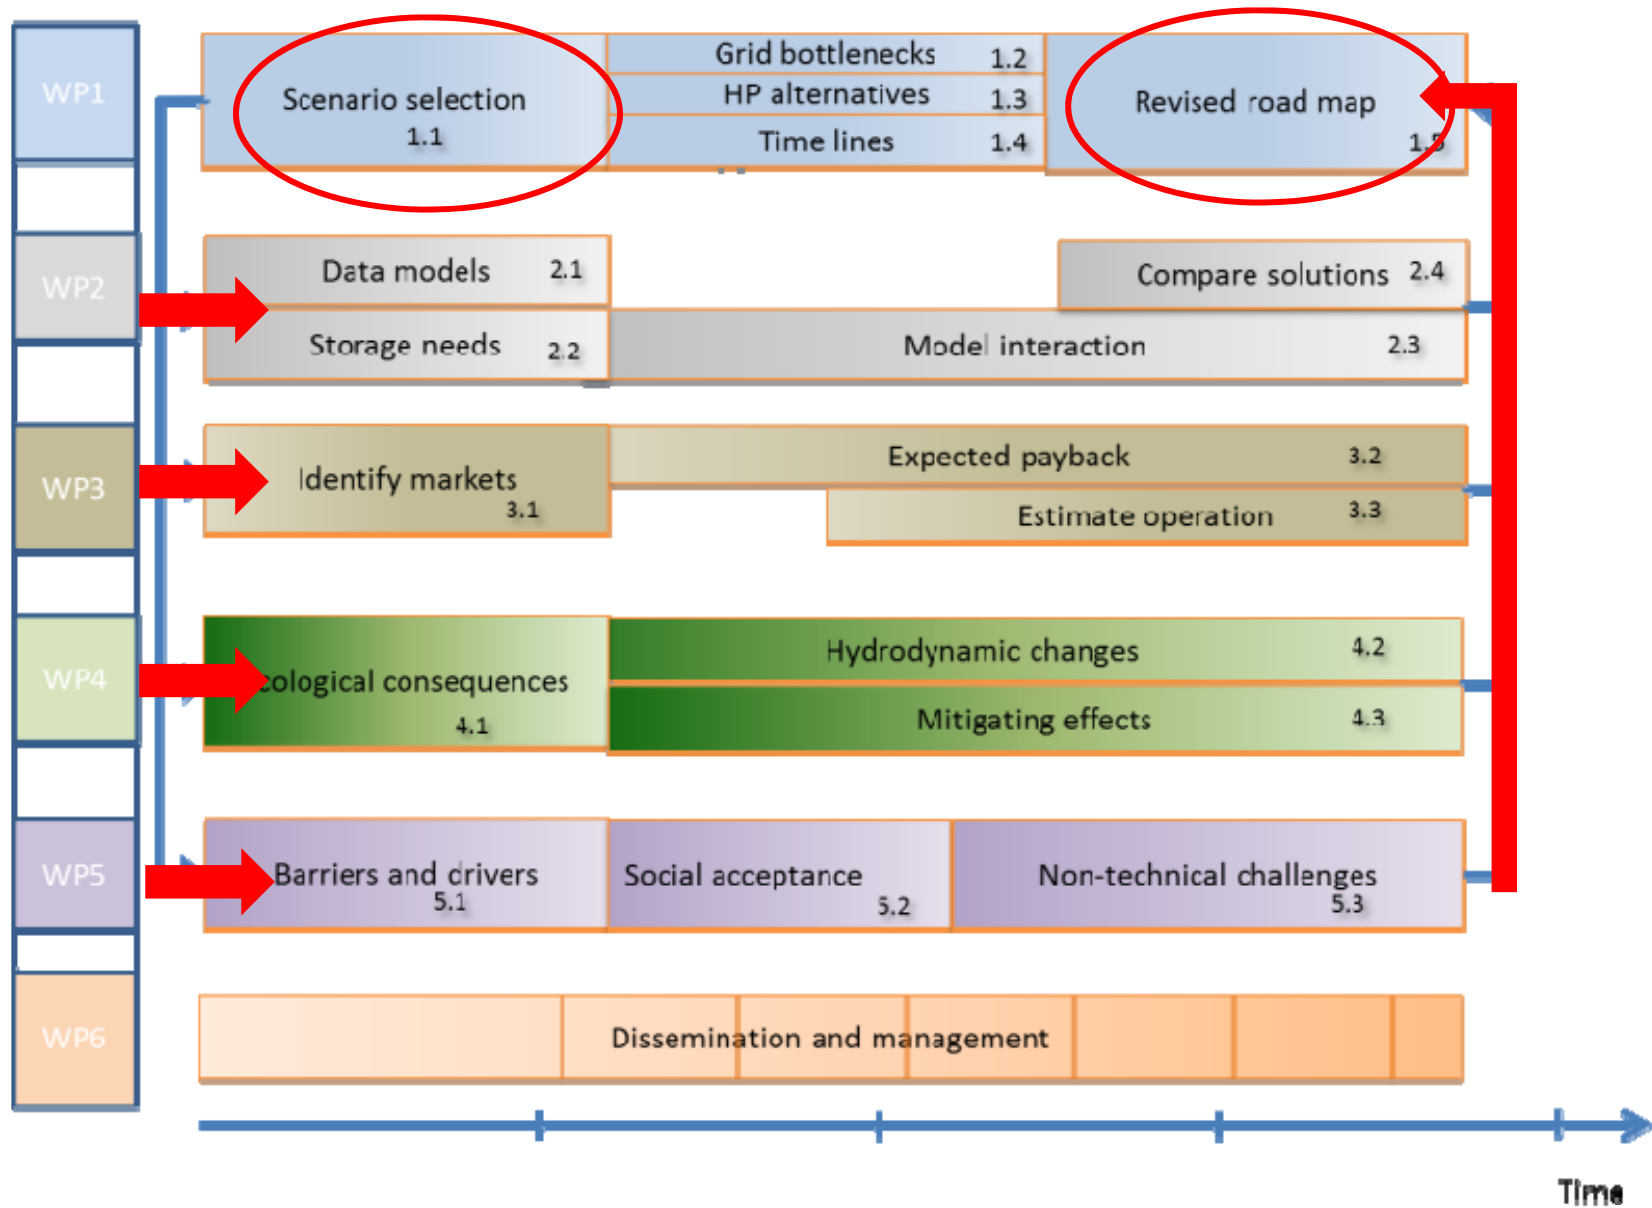 WP1
Scenario selection
1.1
Grid bottlenecks 1.2
HP alternatives 1.3
Time lines 1.4
Revised road map
1.5
WP2
Data models 2.1
Storage needs 2.2
Compare solutions 2.4
Model interaction 2.3
WP3
Identify markets
3.1
Expected payback 3.2
Estimate operation 3.3
WP4
cological consequences
4.1
Hydrodynamic changes 4.2
Mitigating effects 4.3
WP5
Barriers and drivers
5.1
Social acceptance
5.2
Non-technical challenges
5.3
WP6
Dissemination and management
Time